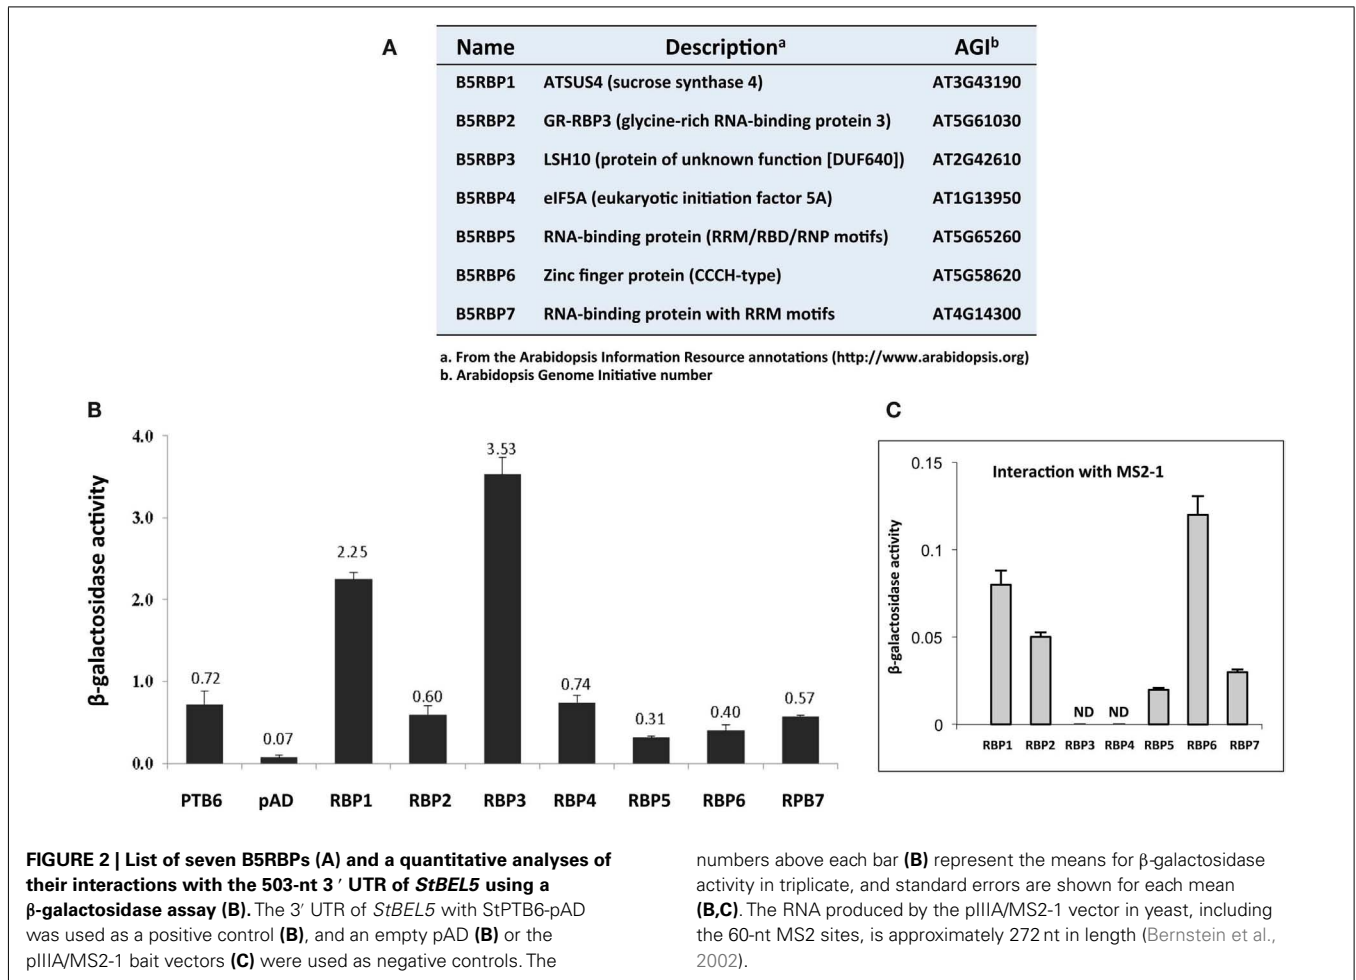 A
Name Descriptionᵃ AGIᵇ
B5RBP1 ATSUS4 (sucrose synthase 4) AT3G43190
B5RBP2 GR-RBP3 (glycine-rich RNA-binding protein 3) AT5G61030
B5RBP3 LSH10 (protein of unknown function [DUF640]) AT2G42610
B5RBP4 eIF5A (eukaryotic initiation factor 5A) AT1G13950
B5RBP5 RNA-binding protein (RRM/RBD/RNP motifs) AT5G65260
B5RBP6 Zinc finger protein (CCCH-type) AT5G58620
B5RBP7 RNA-binding protein with RRM motifs AT4G14300
a. From the Arabidopsis Information Resource annotations (http://www.arabidopsis.org)
b. Arabidopsis Genome Initiative number
B
β-galactosidase activity
4.0
3.0
2.0
1.0
0.0
0.72
0.07
2.25
0.60
3.53
0.74
0.31
0.40
0.57
PTB6 pAD RBP1 RBP2 RBP3 RBP4 RBP5 RBP6 RPB7
C
Interaction with MS2-1
β-galactosidase activity
0.15
0.1
0.05
0
ND ND
RBP1 RBP2 RBP3 RBP4 RBP5 RBP6 RBP7
FIGURE 2 | List of seven B5RBPs (A) and a quantitative analyses of
their interactions with the 503-nt 3 ′ UTR of StBEL5 using a
β-galactosidase assay (B). The 3′ UTR of StBEL5 with StPTB6-pAD
was used as a positive control (B), and an empty pAD (B) or the
pIIIA/MS2-1 bait vectors (C) were used as negative controls. The
numbers above each bar (B) represent the means for β-galactosidase
activity in triplicate, and standard errors are shown for each mean
(B,C). The RNA produced by the pIIIA/MS2-1 vector in yeast, including
the 60-nt MS2 sites, is approximately 272 nt in length (Bernstein et al.,
2002).